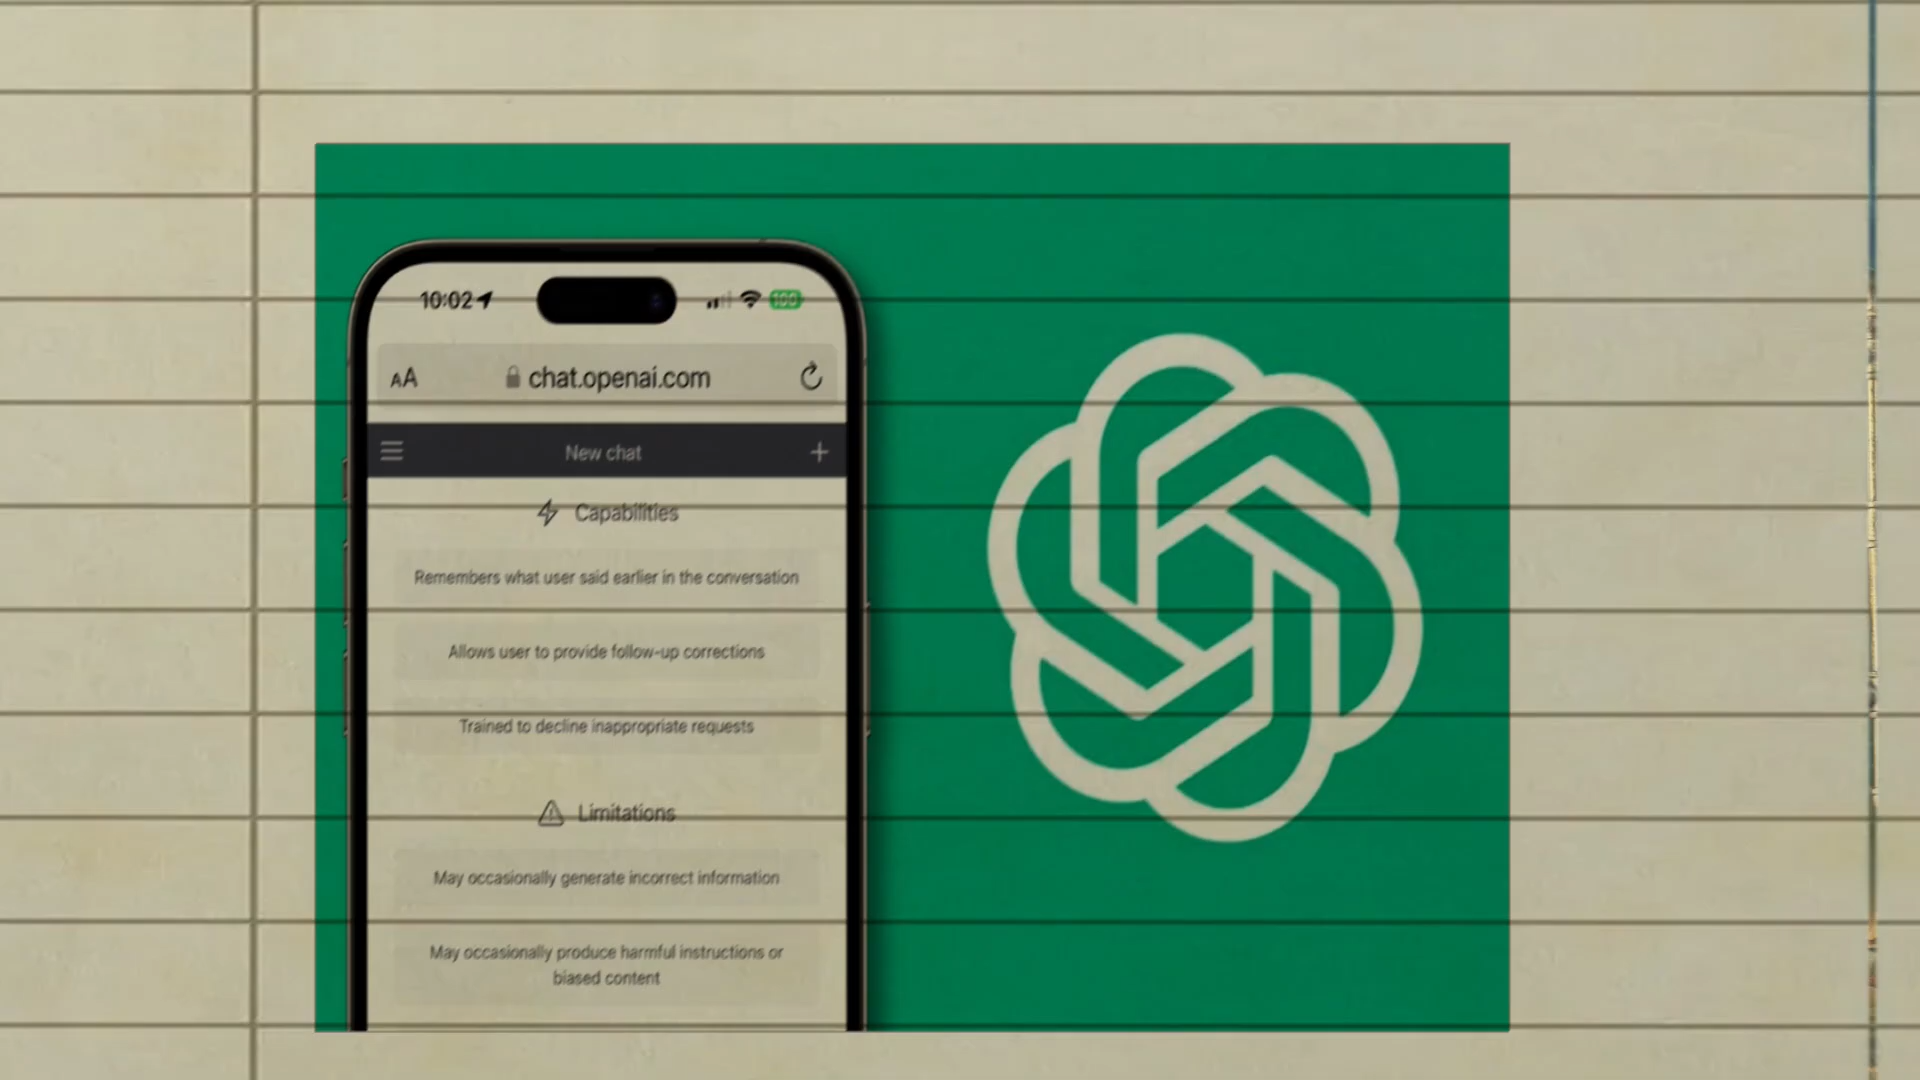 10:02
100
AA
chat.openai.com
New chat
Capabilities
Remembers what user said earlier in the conversation
Allows user to provide follow-up corrections
Trained to decline inappropriate requests
Limitations
May occasionally generate incorrect information
May occasionally produce harmful instructions or
biased content